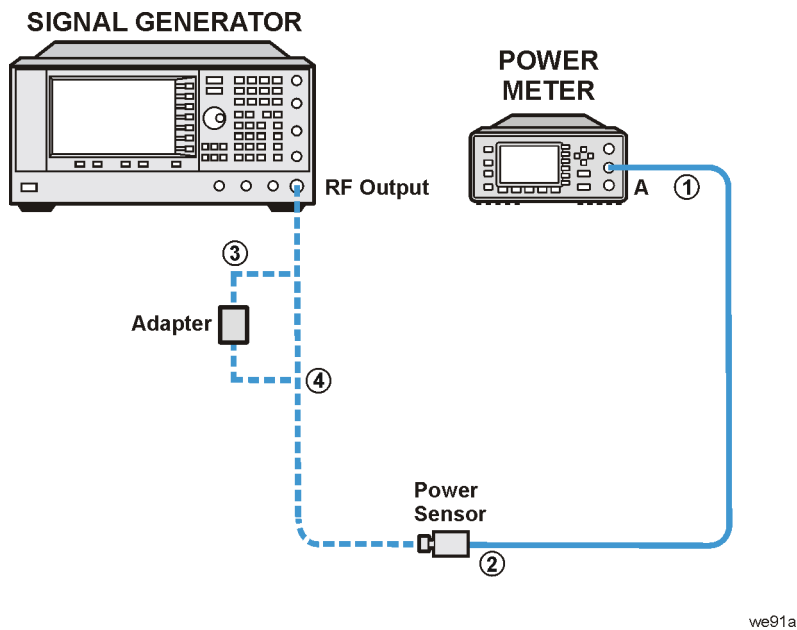 SIGNAL GENERATOR
POWER
METER
RF Output
A
①
③
Adapter
④
Power
Sensor
②
we91a